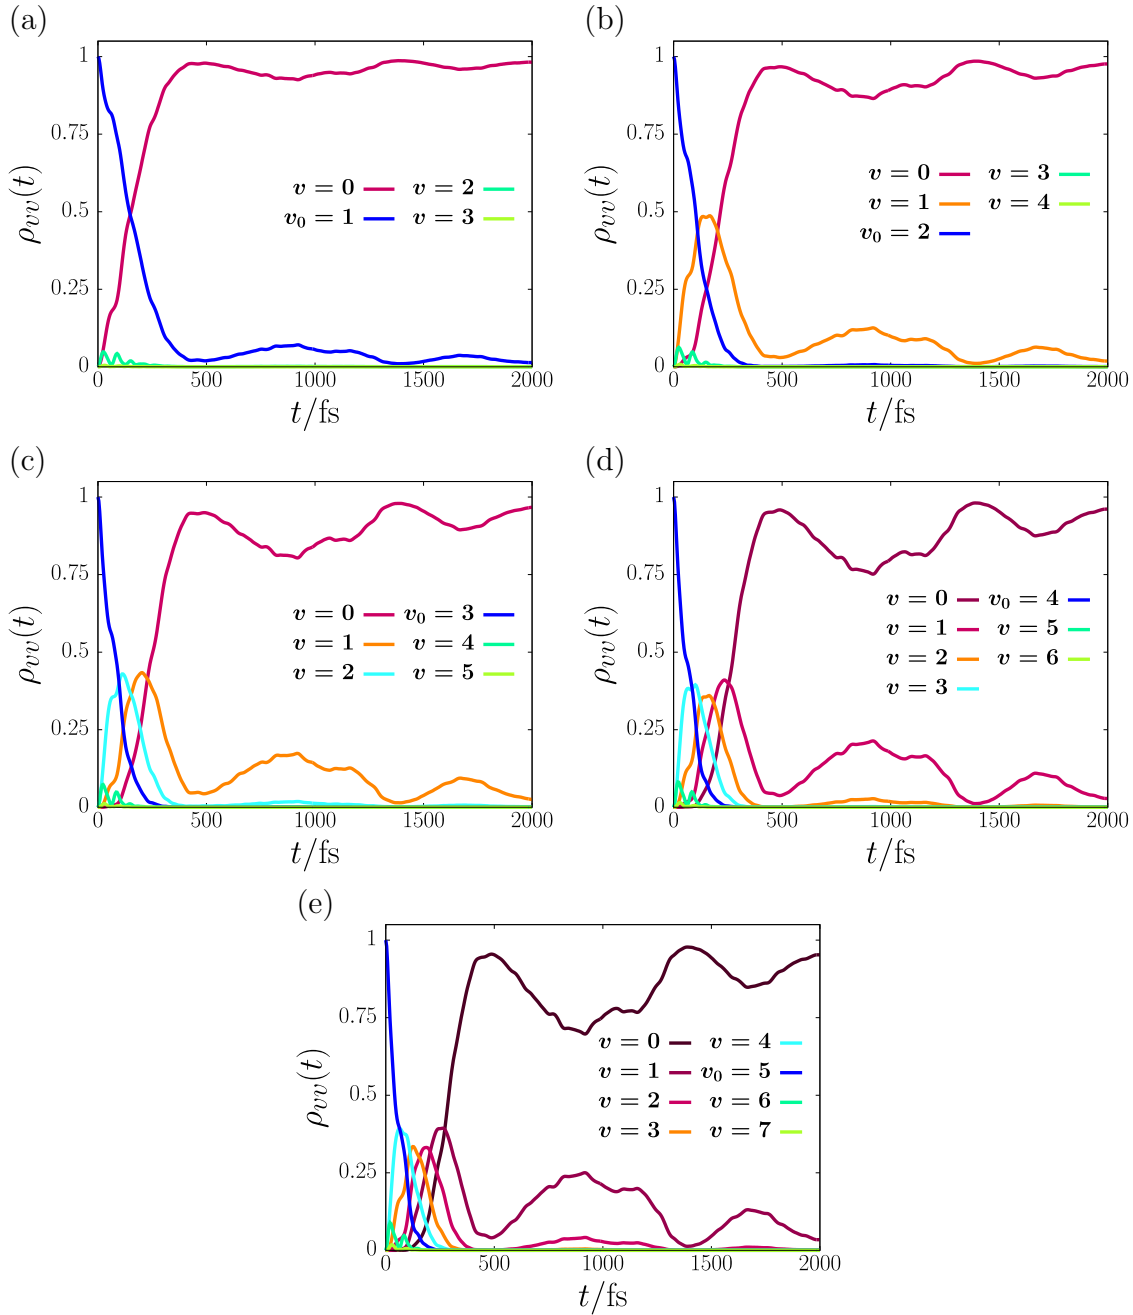 (a)
ρvv(t)
1
0.75
0.5
0.25
0
v = 0 v = 2
v₀ = 1 v = 3
0 500 1000 1500 2000
t/fs
(b)
ρvv(t)
1
0.75
0.5
0.25
0
v = 0 v = 3
v = 1 v = 4
v₀ = 2
0 500 1000 1500 2000
t/fs
(c)
ρvv(t)
1
0.75
0.5
0.25
0
v = 0 v₀ = 3
v = 1 v = 4
v = 2 v = 5
0 500 1000 1500 2000
t/fs
(d)
ρvv(t)
1
0.75
0.5
0.25
0
v = 0 v₀ = 4
v = 1 v = 5
v = 2 v = 6
v = 3
0 500 1000 1500 2000
t/fs
(e)
ρvv(t)
1
0.75
0.5
0.25
0
v = 0 v = 4
v = 1 v₀ = 5
v = 2 v = 6
v = 3 v = 7
0 500 1000 1500 2000
t/fs